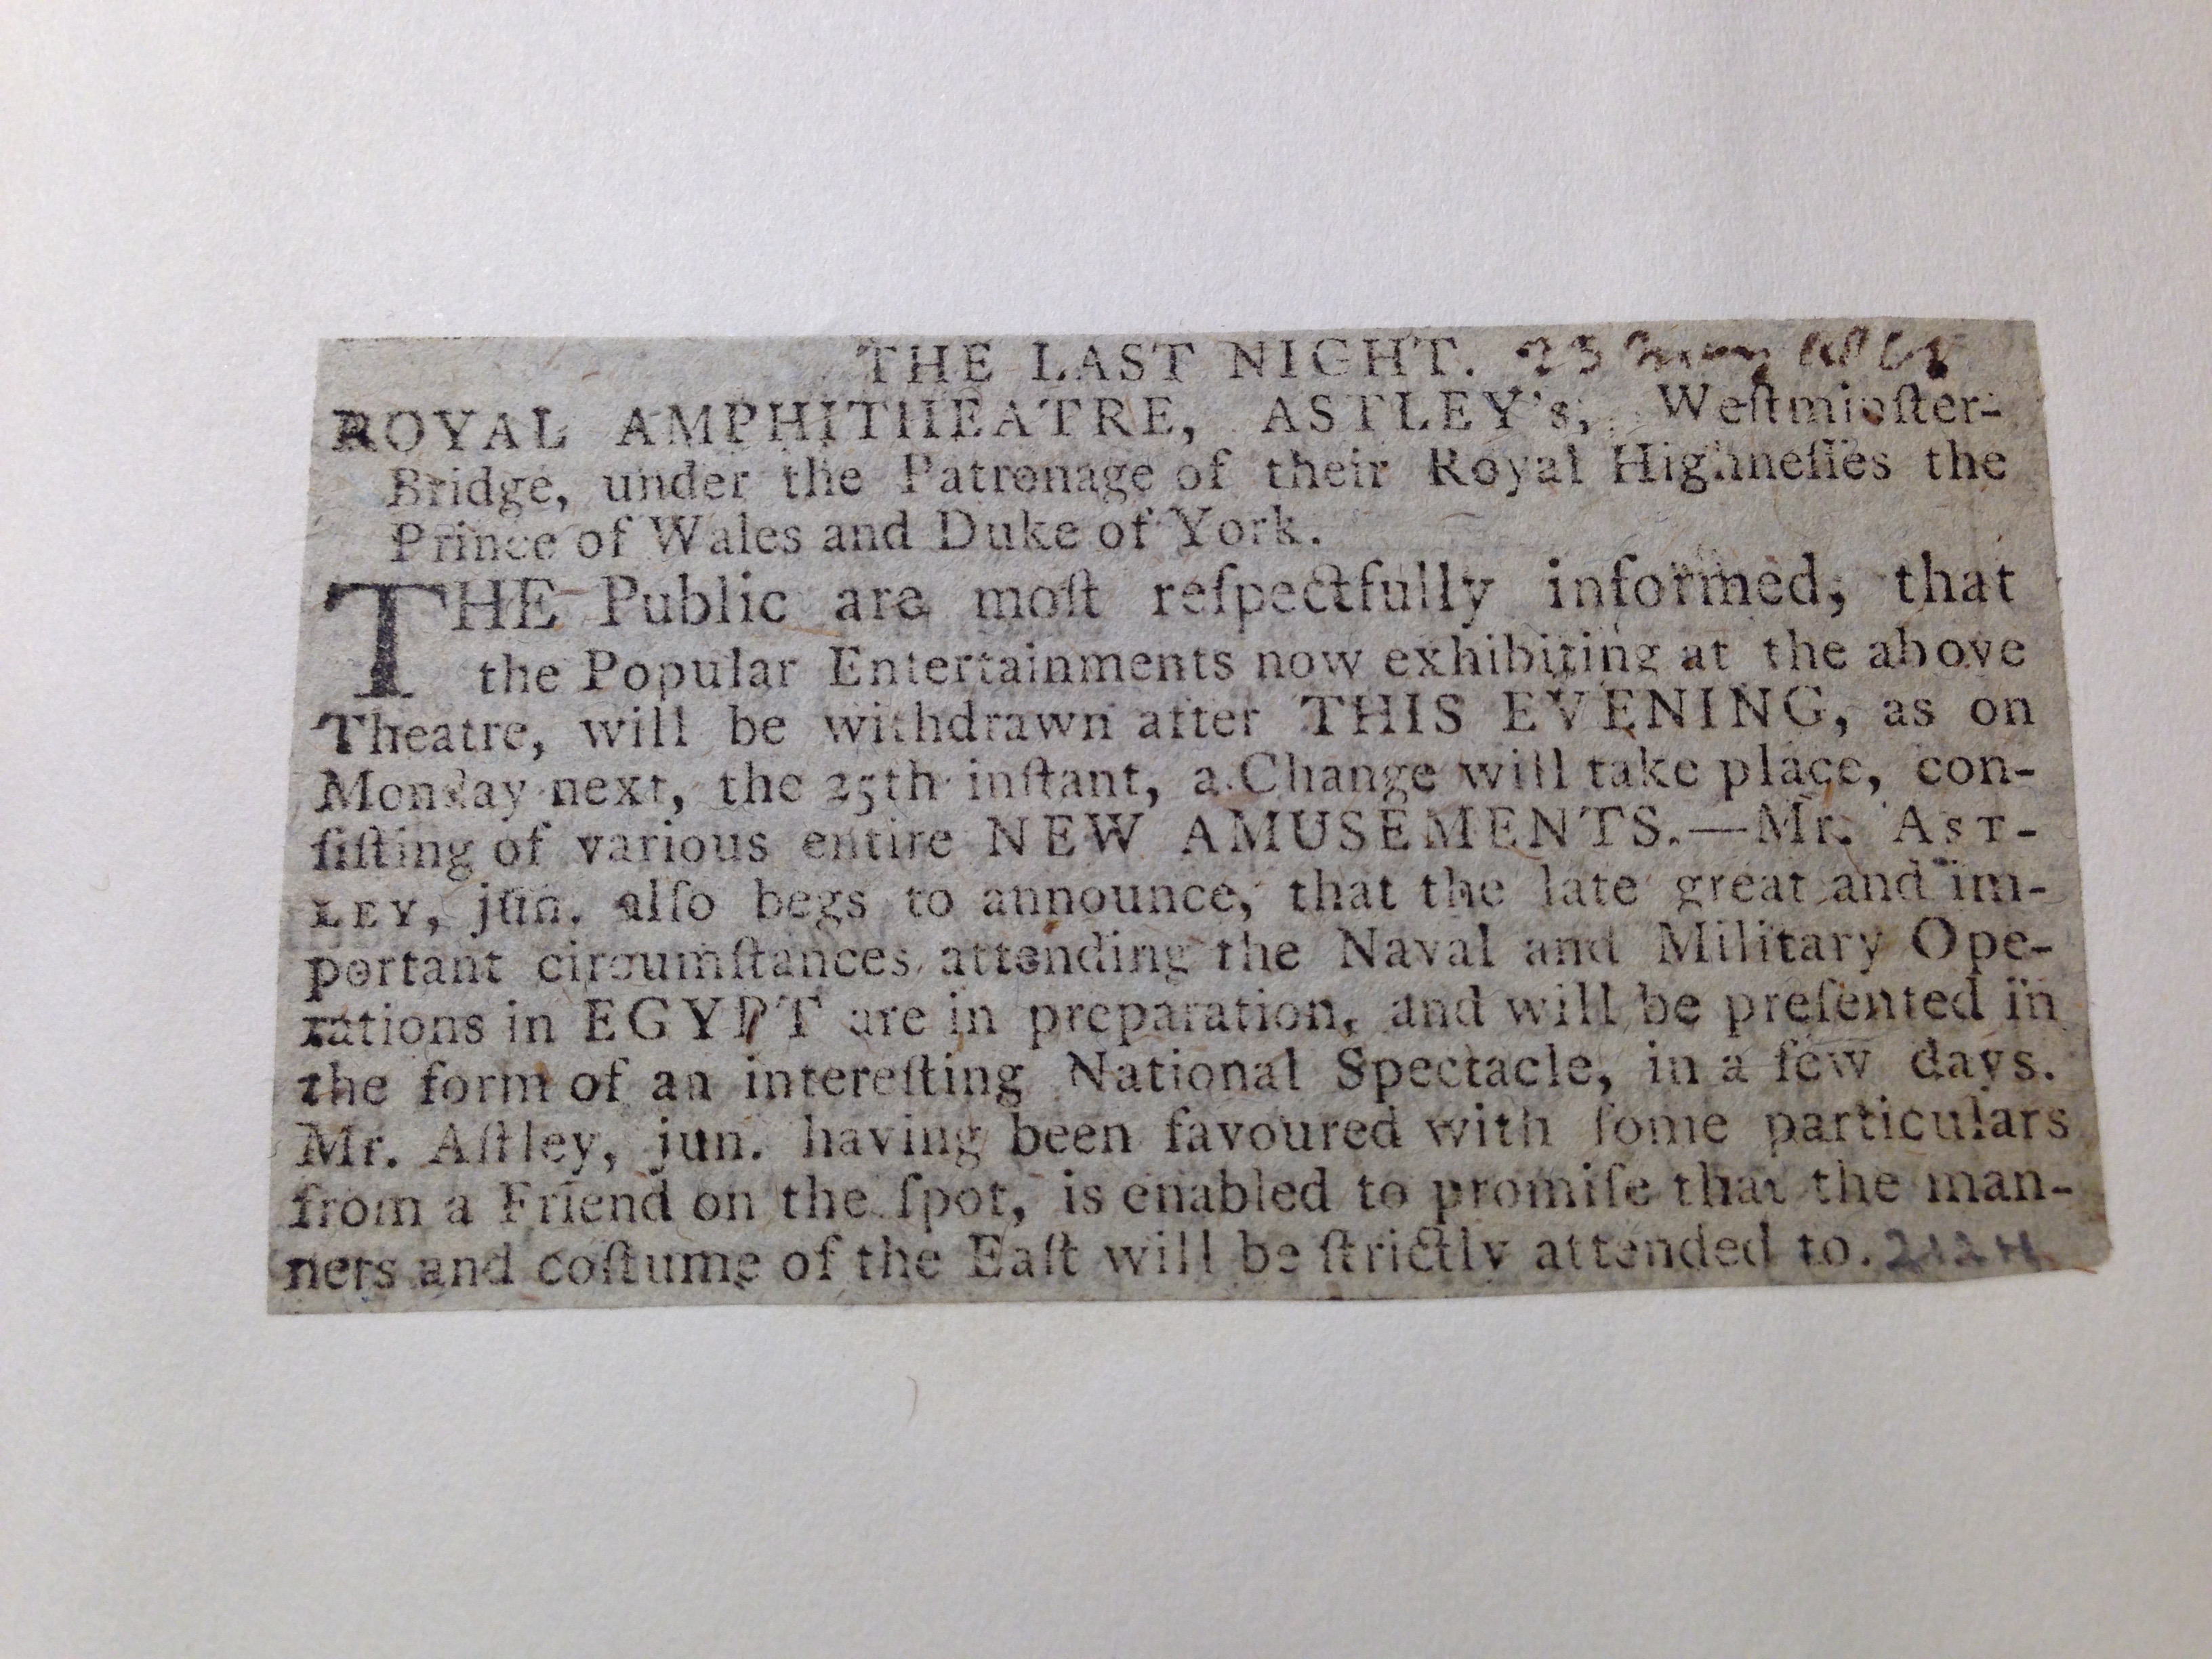 THE LAST NIGHT. 23 May 1801
ROYAL AMPHITHEATRE, ASTLEY's, Weſtminſter-
Bridge, under the Patronage of their Royal Highneſſes the
Prince of Wales and Duke of York.
THE Public are moſt reſpectfully informed, that
the Popular Entertainments now exhibiting at the above
Theatre, will be withdrawn after THIS EVENING, as on
Monday next, the 25th inſtant, a Change will take place, con-
ſiſting of various entire NEW AMUSEMENTS.—Mr. AST-
LEY, jun. alſo begs to announce, that the late great and im-
portant circumſtances attending the Naval and Military Ope-
rations in EGYPT are in preparation, and will be preſented in
the form of an intereſting National Spectacle, in a few days.
Mr. Aſtley, jun. having been favoured with ſome particulars
from a Friend on the ſpot, is enabled to promiſe that the man-
ners and coſtume of the Eaſt will be ſtrictly attended to.